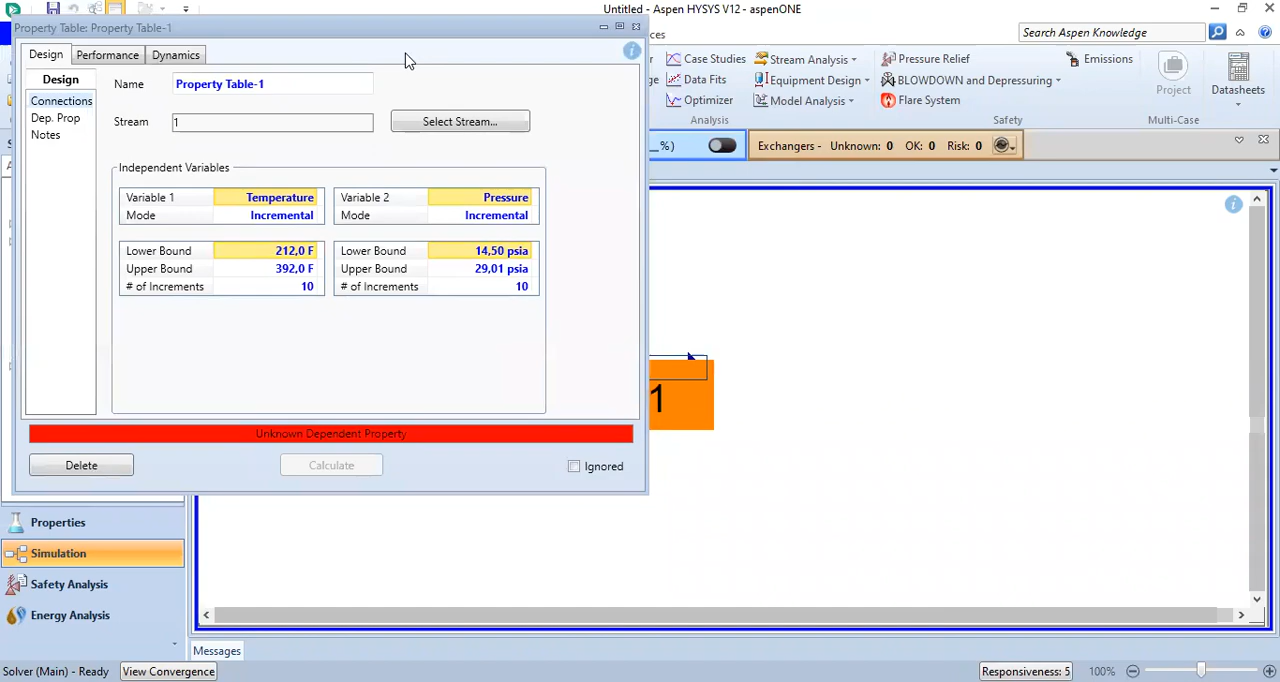 Untitled - Aspen HYSYS V12 - aspenONE
Property Table: Property Table-1
Search Aspen Knowledge
Design Performance Dynamics
Design
Connections
Dep. Prop
Notes
Name Property Table-1
Stream 1 Select Stream...
Independent Variables
Variable 1 Temperature
Mode Incremental
Variable 2 Pressure
Mode Incremental
Lower Bound 212,0 F
Upper Bound 392,0 F
# of Increments 10
Lower Bound 14,50 psia
Upper Bound 29,01 psia
# of Increments 10
Unknown Dependent Property
Delete Calculate Ignored
Case Studies Stream Analysis
Data Fits Equipment Design
Optimizer Model Analysis
Analysis
Pressure Relief
BLOWDOWN and Depressuring
Flare System
Emissions
Safety
Project
Datasheets
Multi-Case
%) Exchangers - Unknown: 0 OK: 0 Risk: 0
1
Properties
Simulation
Safety Analysis
Energy Analysis
Messages
Solver (Main) - Ready View Convergence Responsiveness: 5 100%